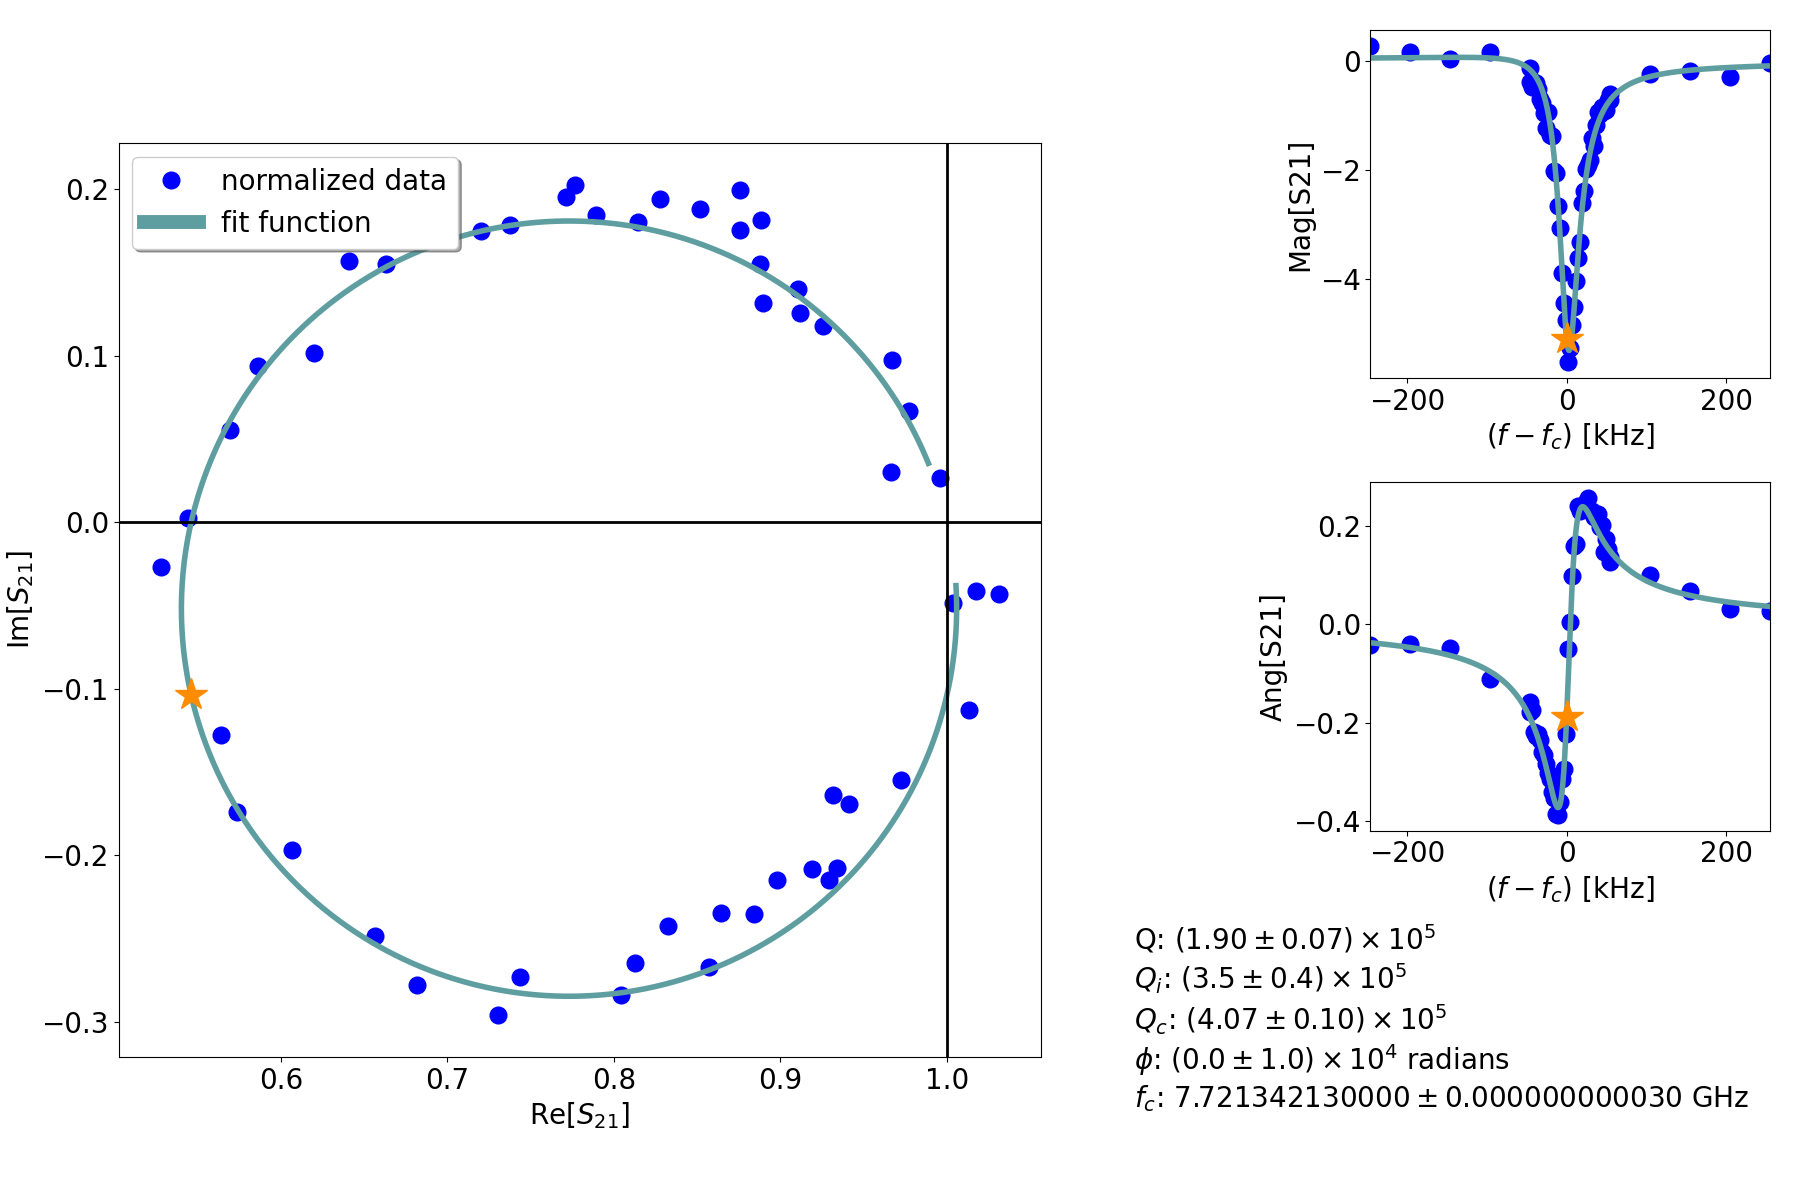 normalized data
fit function
0.2
0.1
0.0
−0.1
−0.2
−0.3
Im[S21]
0.6
0.7
0.8
0.9
1.0
Re[S21]
0
−2
−4
Mag[S21]
−200
0
200
(f − fc) [kHz]
0.2
0.0
−0.2
−0.4
Ang[S21]
−200
0
200
(f − fc) [kHz]
Q: (1.90 ± 0.07) × 10^5
Qi: (3.5 ± 0.4) × 10^5
Qc: (4.07 ± 0.10) × 10^5
ϕ: (0.0 ± 1.0) × 10^4 radians
fc: 7.721342130000 ± 0.000000000030 GHz